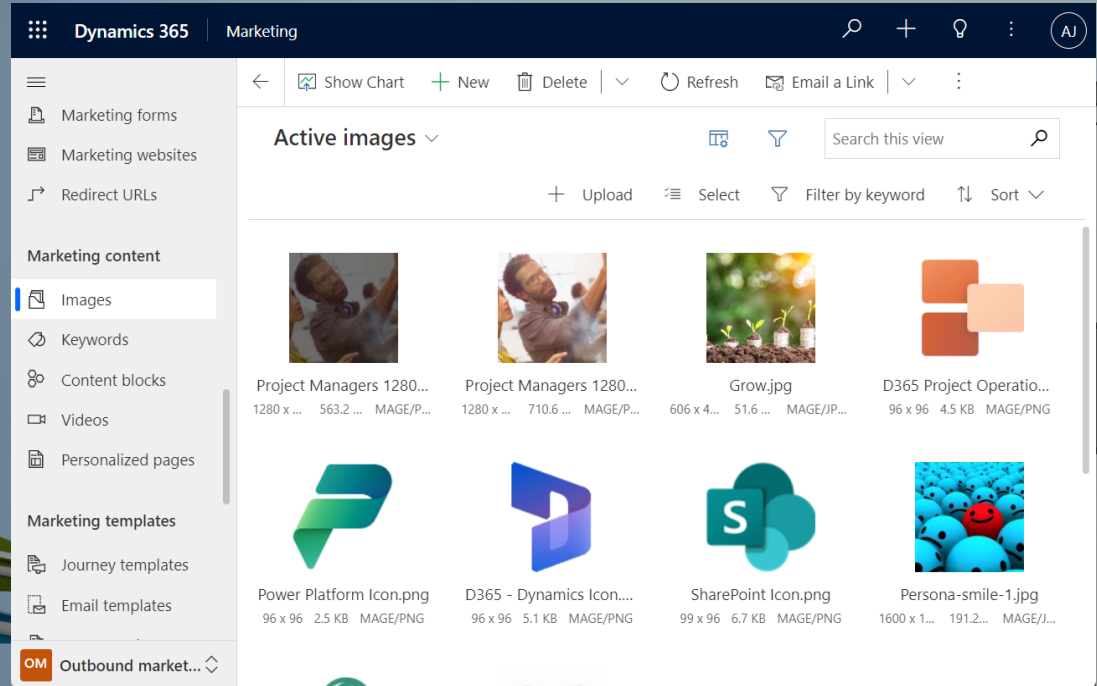 Dynamics 365 Marketing AJ
Show Chart New Delete Refresh Email a Link
Marketing forms
Marketing websites
Redirect URLs
Marketing content
Images
Keywords
Content blocks
Videos
Personalized pages
Marketing templates
Journey templates
Email templates
OM Outbound market...
Active images Search this view
Upload Select Filter by keyword Sort
Project Managers 1280... Project Managers 1280... Grow.jpg D365 Project Operatio...
1280 x ... 563.2 ... MAGE/P... 1280 x ... 710.6 ... MAGE/P... 606 x 4... 51.6 ... MAGE/JP... 96 x 96 4.5 KB MAGE/PNG
S
Power Platform Icon.png D365 - Dynamics Icon.... SharePoint Icon.png Persona-smile-1.jpg
96 x 96 2.5 KB MAGE/PNG 96 x 96 5.1 KB MAGE/PNG 99 x 96 6.7 KB MAGE/PNG 1600 x 1... 191.2... MAGE/J...